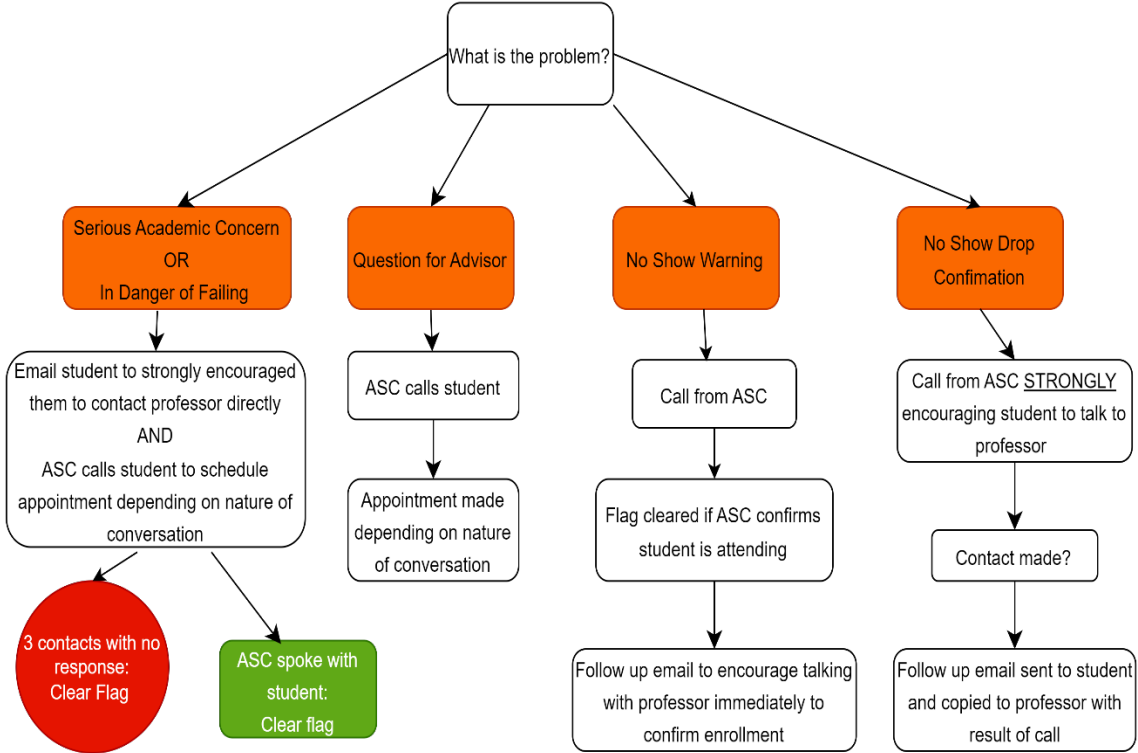 What is the problem?
Serious Academic Concern
OR
In Danger of Failing
Email student to strongly encouraged
them to contact professor directly
AND
ASC calls student to schedule
appointment depending on nature of
conversation
3 contacts with no
response:
Clear Flag
ASC spoke with
student:
Clear flag
Question for Advisor
ASC calls student
Appointment made
depending on nature
of conversation
No Show Warning
Call from ASC
Flag cleared if ASC confirms
student is attending
Follow up email to encourage talking
with professor immediately to
confirm enrollment
No Show Drop
Confimation
Call from ASC STRONGLY
encouraging student to talk to
professor
Contact made?
Follow up email sent to student
and copied to professor with
result of call